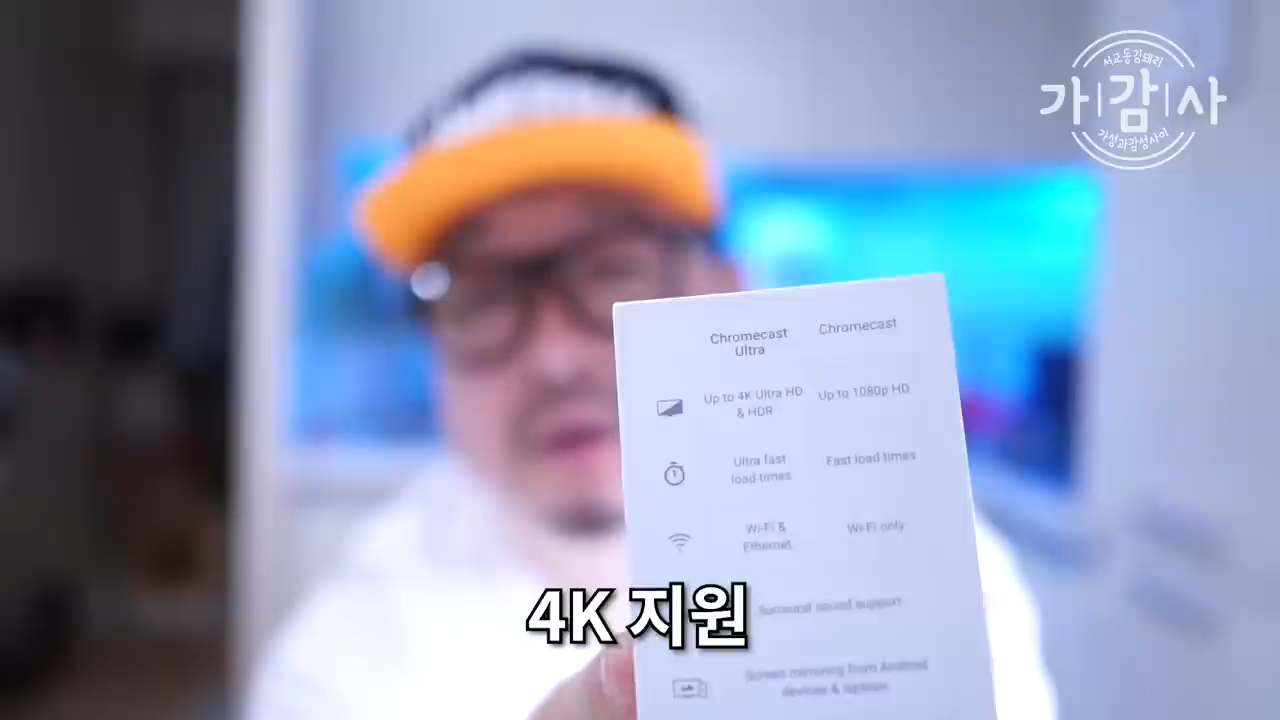 서교동김돼리
가|감|사
가성과감성사이
Chromecast
Ultra
Chromecast
Up to 4K Ultra HD
& HDR
Up to 1080p HD
Ultra fast
load times
Fast load times
Wi-Fi &
Ethernet
Wi-Fi only
Surround sound support
Screen mirroring from Android
devices & laptops
4K 지원